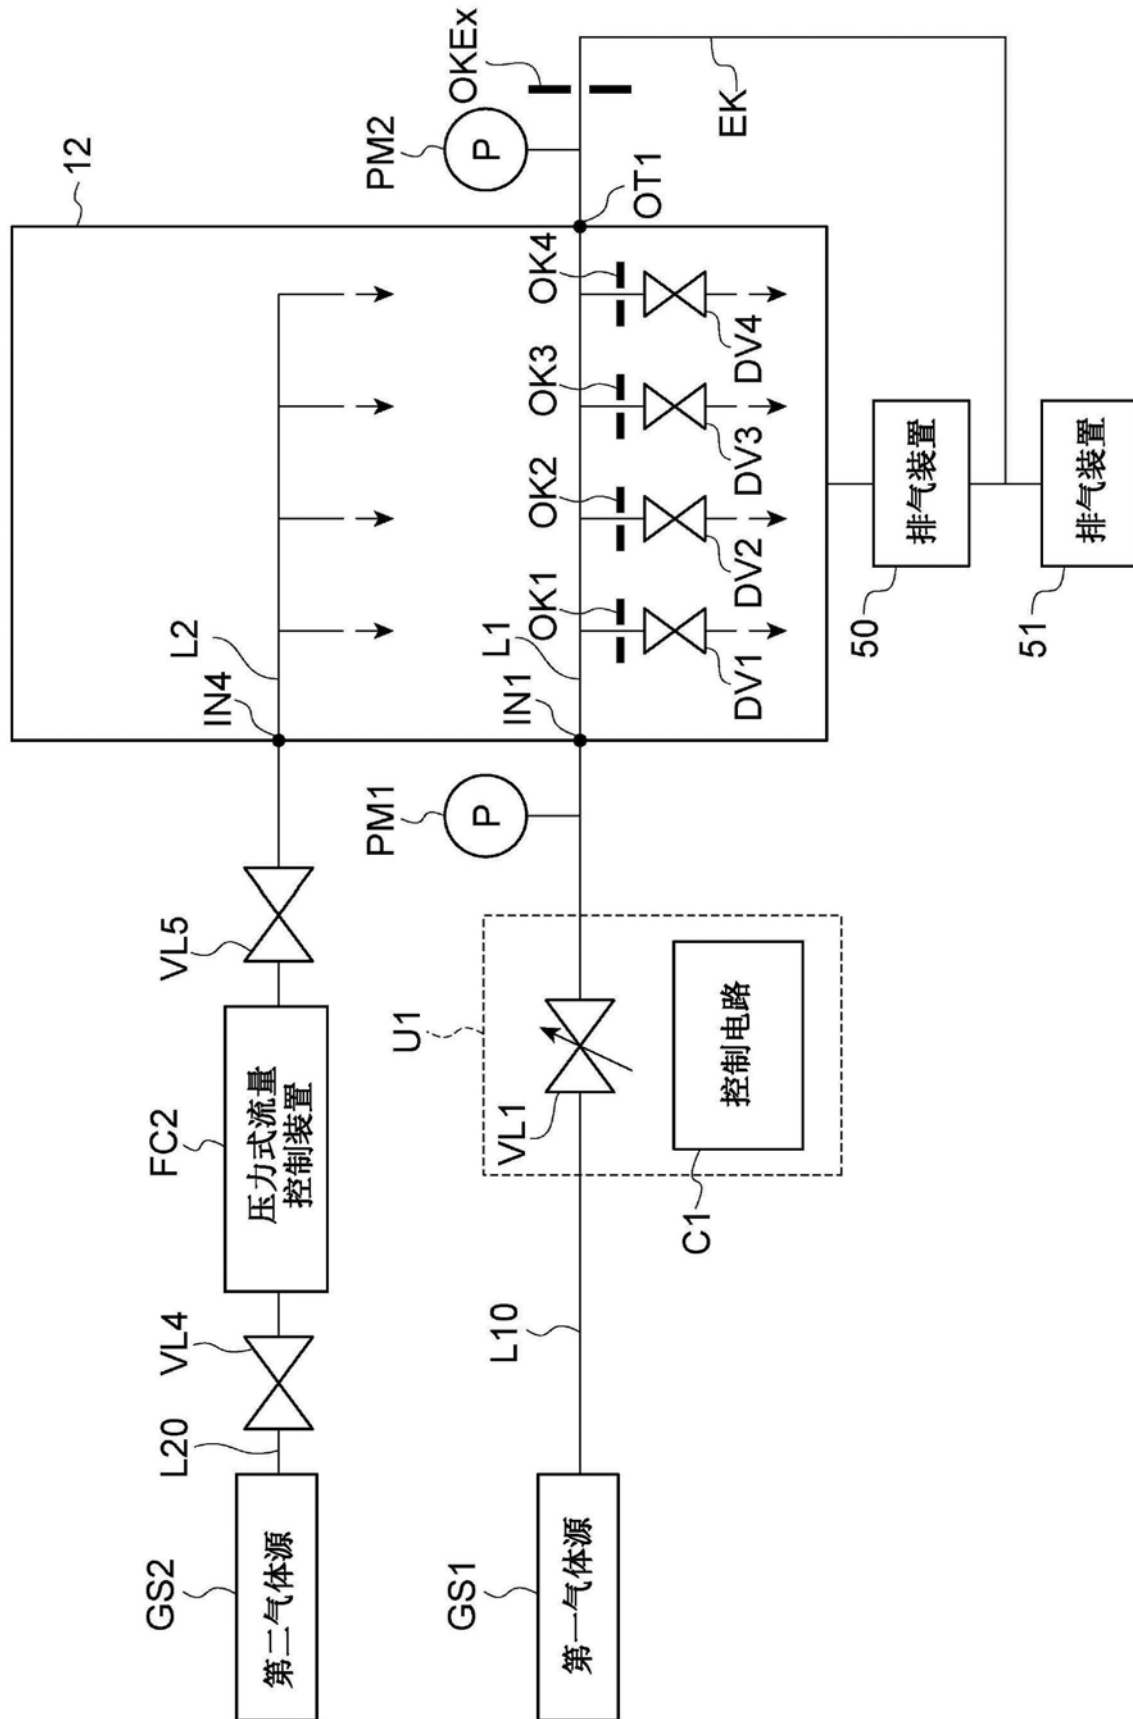 12
GS2
L20
VL4
FC2
VL5
IN4
L2
第二气体源
压力式流量
控制装置
PM1
PM2
U1
P
P
OKEx
GS1
L10
VL1
IN1
L1
OK1
OK2
OK3
OK4
OT1
第一气体源
C1
控制电路
DV1
DV2
DV3
DV4
EK
50
排气装置
51
排气装置